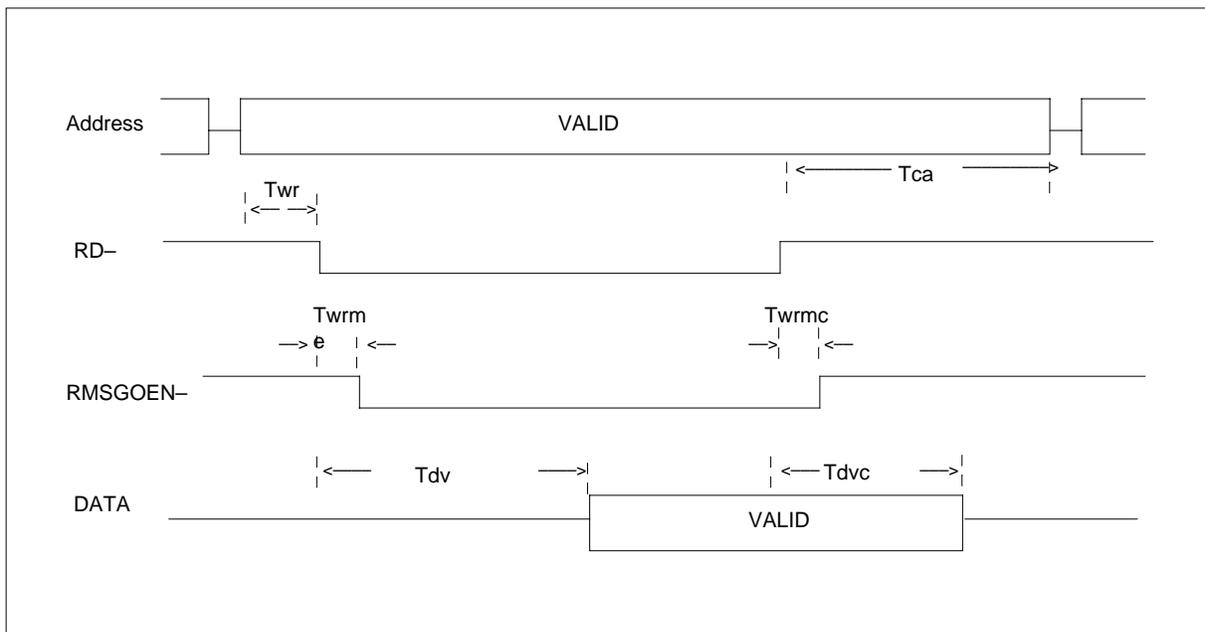 Address
VALID
Tca
Twr
RD–
Twrm
e
Twrmc
RMSGOEN–
Tdv
Tdvc
DATA
VALID